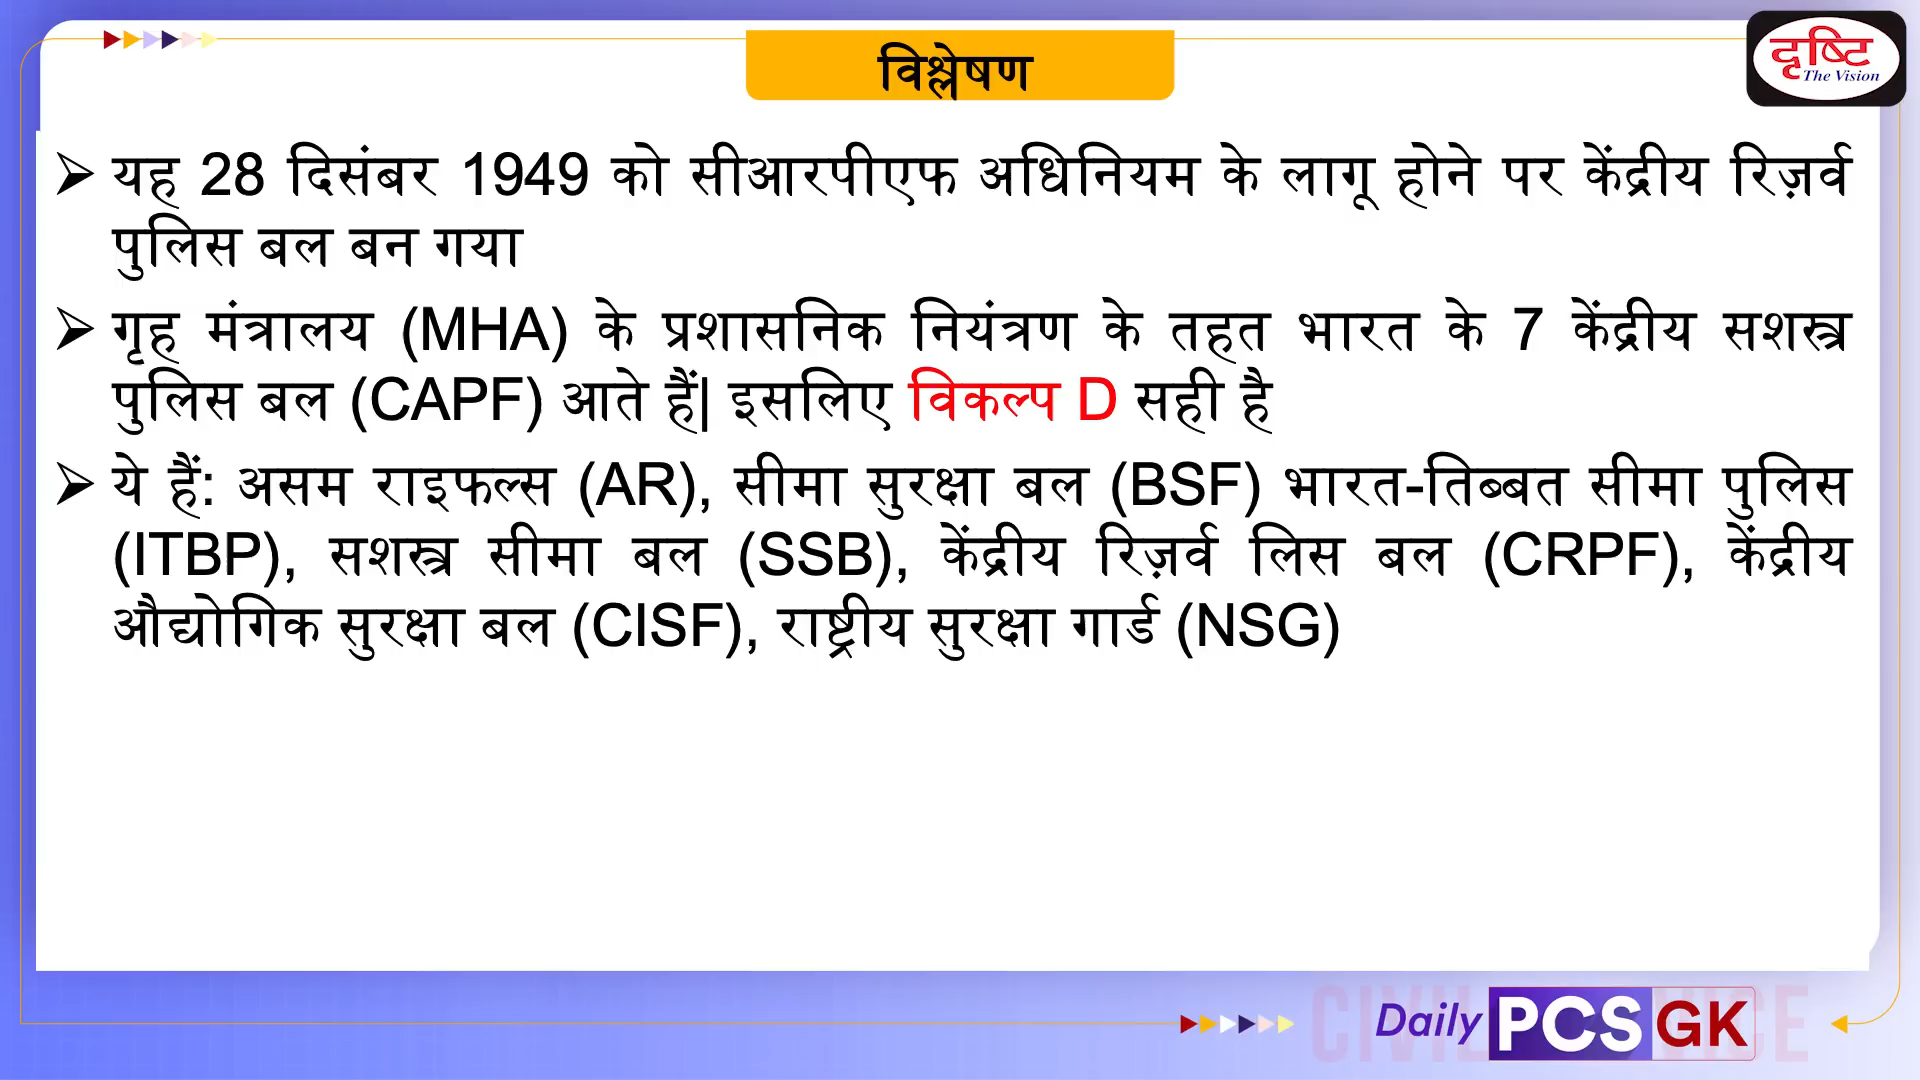 विश्लेषण
दृष्टि
The Vision
➢ यह 28 दिसंबर 1949 को सीआरपीएफ अधिनियम के लागू होने पर केंद्रीय रिज़र्व
पुलिस बल बन गया
➢ गृह मंत्रालय (MHA) के प्रशासनिक नियंत्रण के तहत भारत के 7 केंद्रीय सशस्त्र
पुलिस बल (CAPF) आते हैं| इसलिए विकल्प D सही है
➢ ये हैं: असम राइफल्स (AR), सीमा सुरक्षा बल (BSF) भारत-तिब्बत सीमा पुलिस
(ITBP), सशस्त्र सीमा बल (SSB), केंद्रीय रिज़र्व लिस बल (CRPF), केंद्रीय
औद्योगिक सुरक्षा बल (CISF), राष्ट्रीय सुरक्षा गार्ड (NSG)
Daily PCS GK